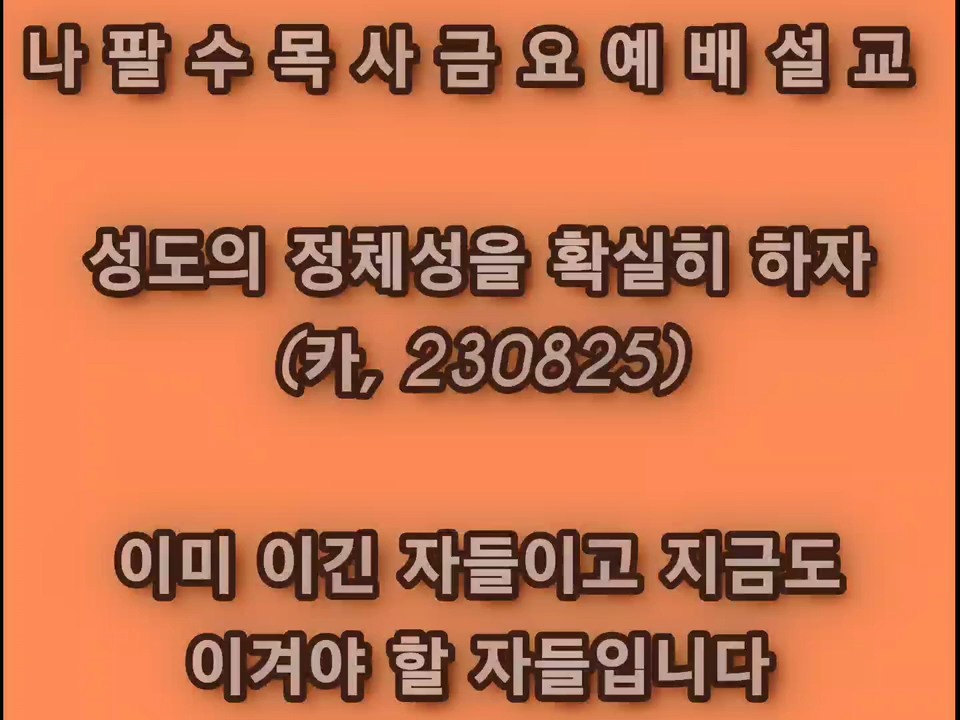 나 팔 수 목 사 금 요 예 배 설 교
성도의 정체성을 확실히 하자
(카, 230825)
이미 이긴 자들이고 지금도
이겨야 할 자들입니다